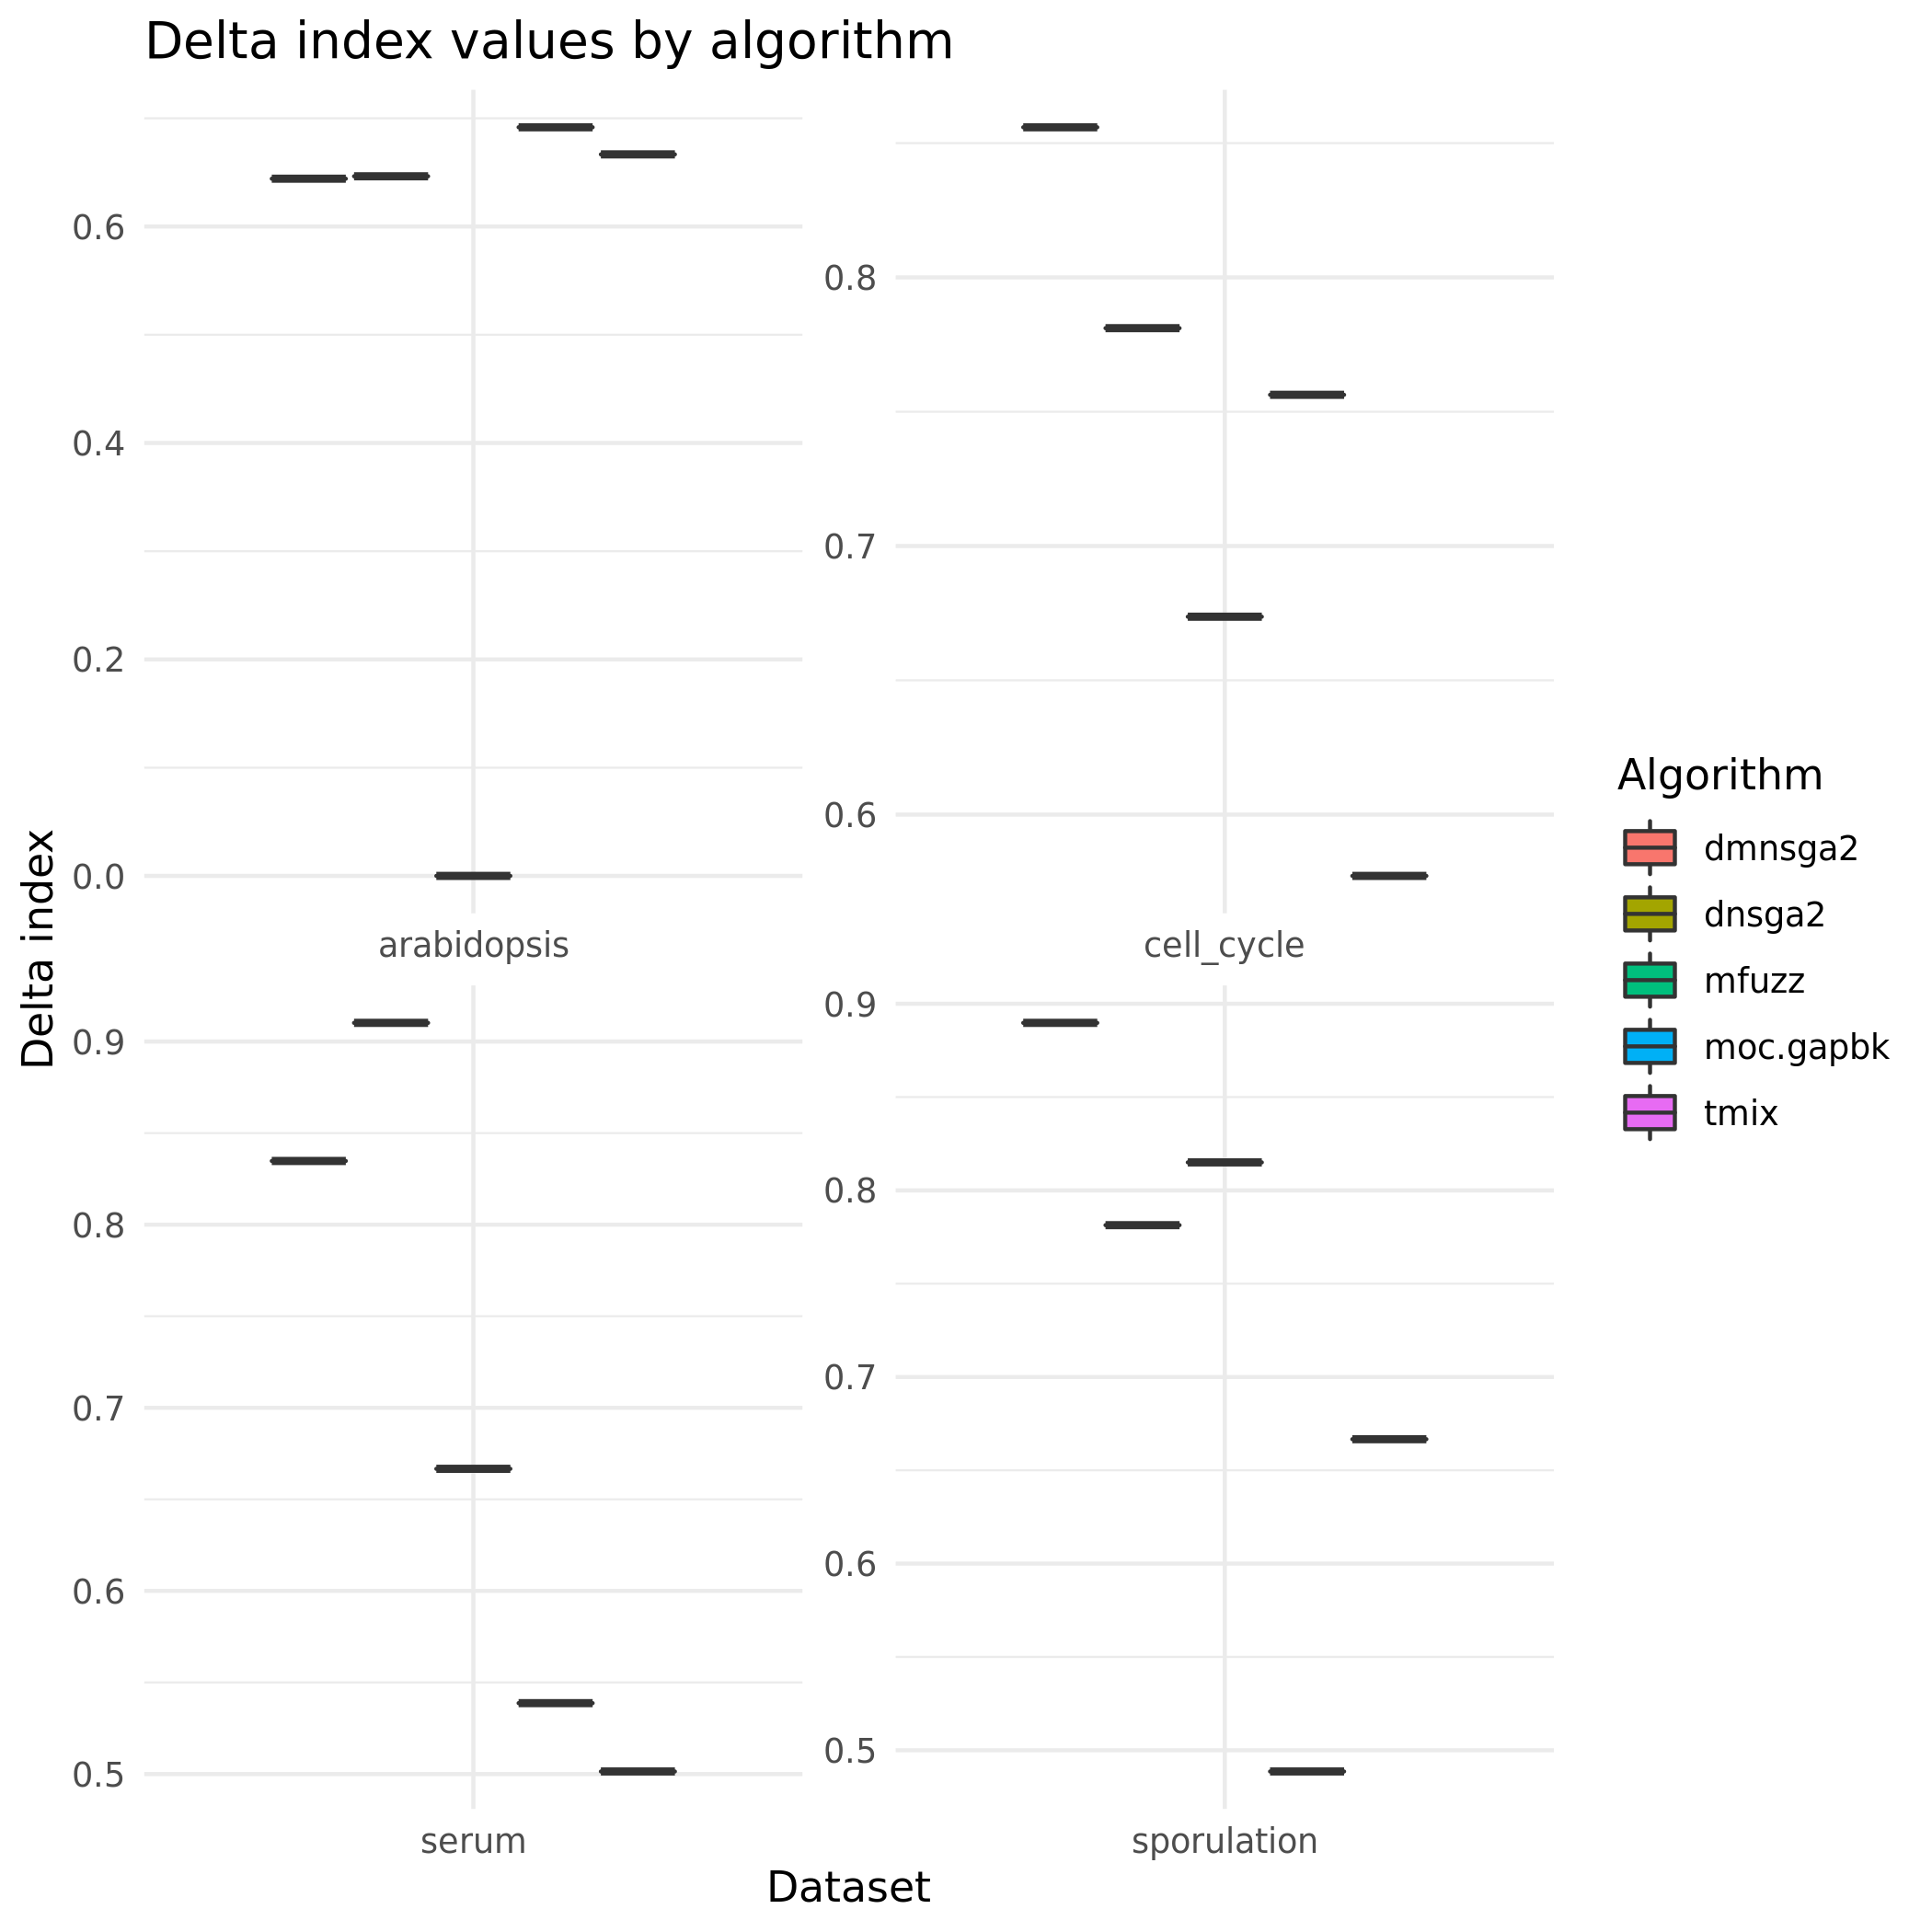 Delta index values by algorithm
Delta index
0.6
0.4
0.2
0.0
arabidopsis
0.8
0.7
0.6
cell_cycle
0.9
0.8
0.7
0.6
0.5
serum
0.9
0.8
0.7
0.6
0.5
sporulation
Dataset
Algorithm
dmnsga2
dnsga2
mfuzz
moc.gapbk
tmix